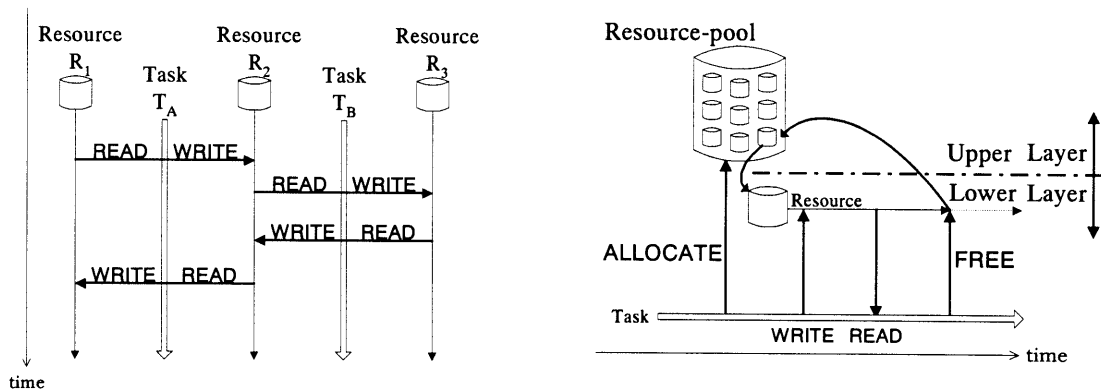 Resource
R1
Task
TA
Resource
R2
Task
TB
Resource
R3
READ WRITE
READ WRITE
WRITE READ
WRITE READ
time
Resource-pool
Upper Layer
Lower Layer
Resource
ALLOCATE
FREE
Task
WRITE READ
time